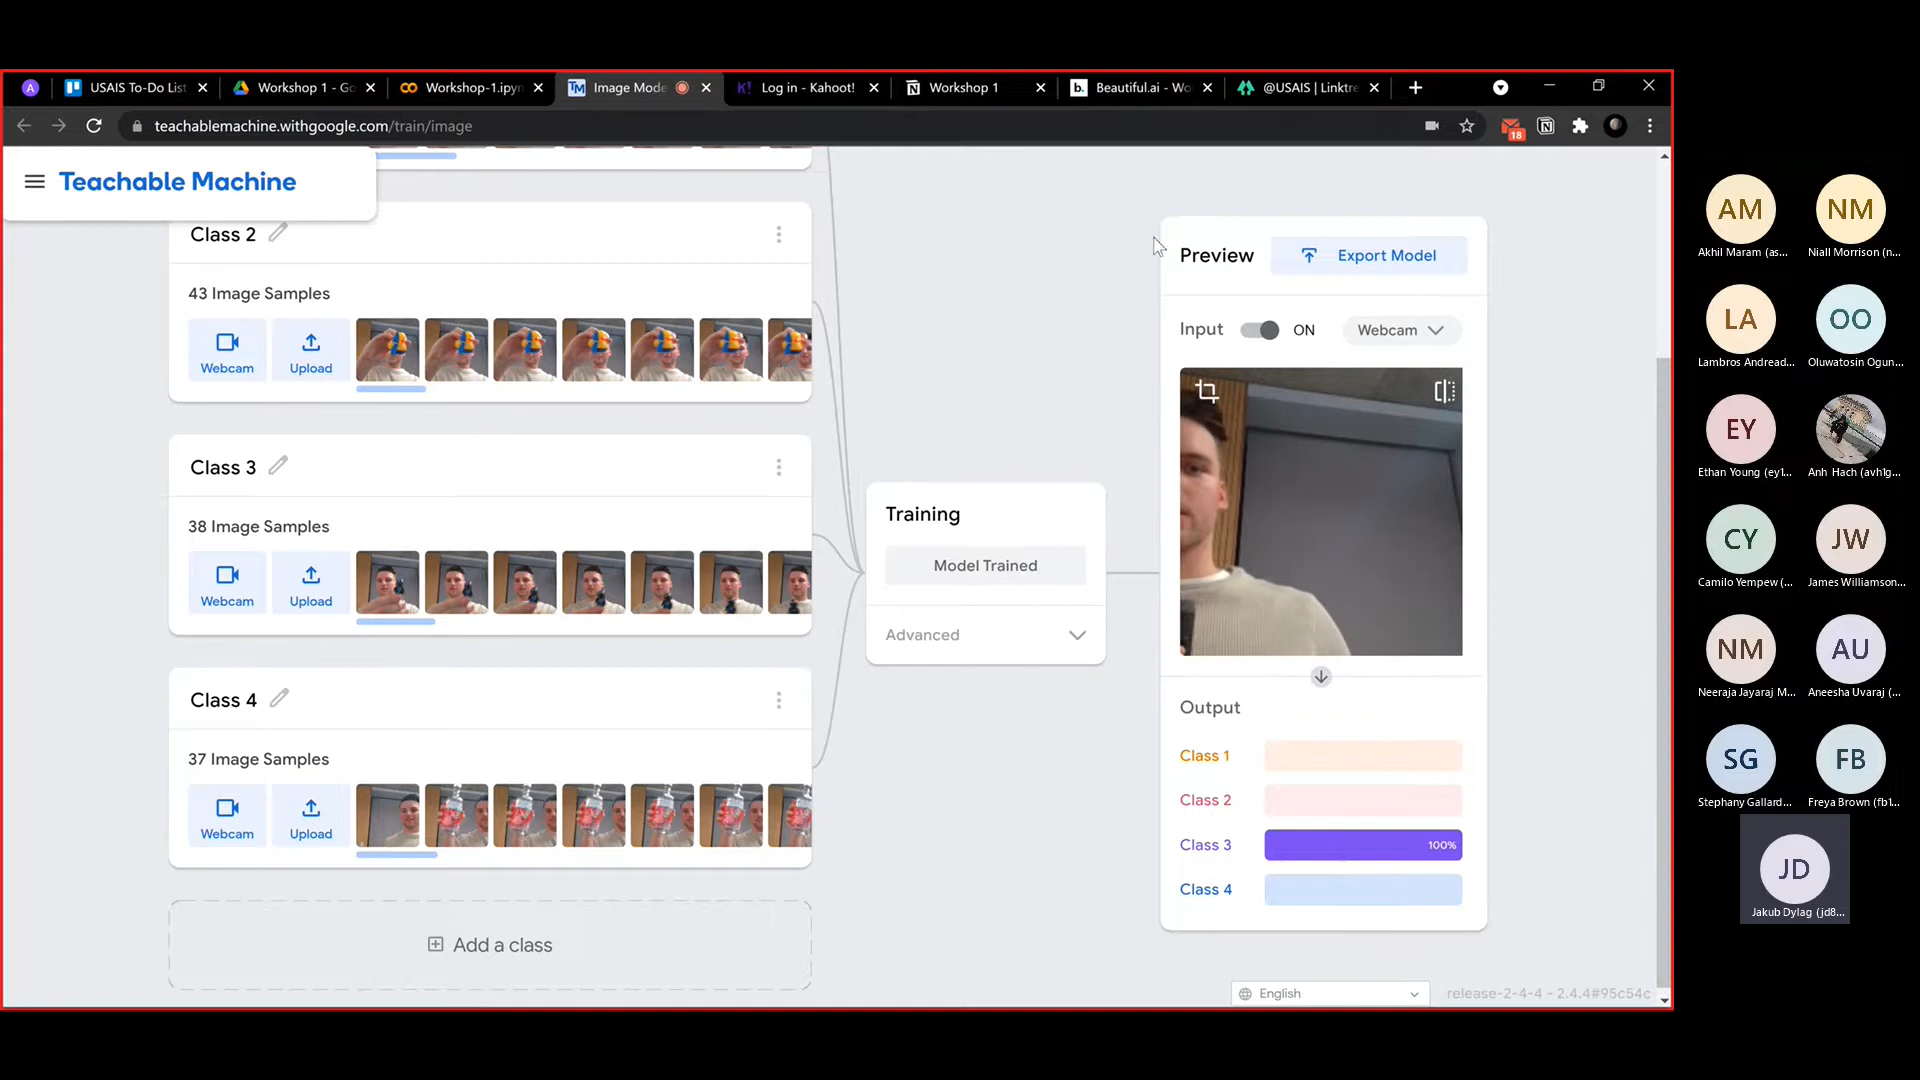 A
USAIS To-Do List
Workshop 1 - Go
Workshop-1.ipyn
TM
Image Mode
K!
Log in - Kahoot!
Workshop 1
b.
Beautiful.ai - Wo
@USAIS | Linktre
teachablemachine.withgoogle.com/train/image
18
Teachable Machine
Class 2
43 Image Samples
Webcam
Upload
Class 3
38 Image Samples
Webcam
Upload
Class 4
37 Image Samples
Webcam
Upload
Add a class
Training
Model Trained
Advanced
Preview
Export Model
Input
ON
Webcam
Output
Class 1
Class 2
Class 3
100%
Class 4
English
release-2-4-4 - 2.4.4#95c54c
AM
NM
Akhil Maram (as...
Niall Morrison (n...
LA
OO
Lambros Andread...
Oluwatosin Ogun...
EY
Ethan Young (ey1...
Anh Hach (avh1g...
CY
JW
Camilo Yempew (...
James Williamson...
NM
AU
Neeraja Jayaraj M...
Aneesha Uvaraj (...
SG
FB
Stephany Gallard...
Freya Brown (fb1...
JD
Jakub Dylag (jd8...